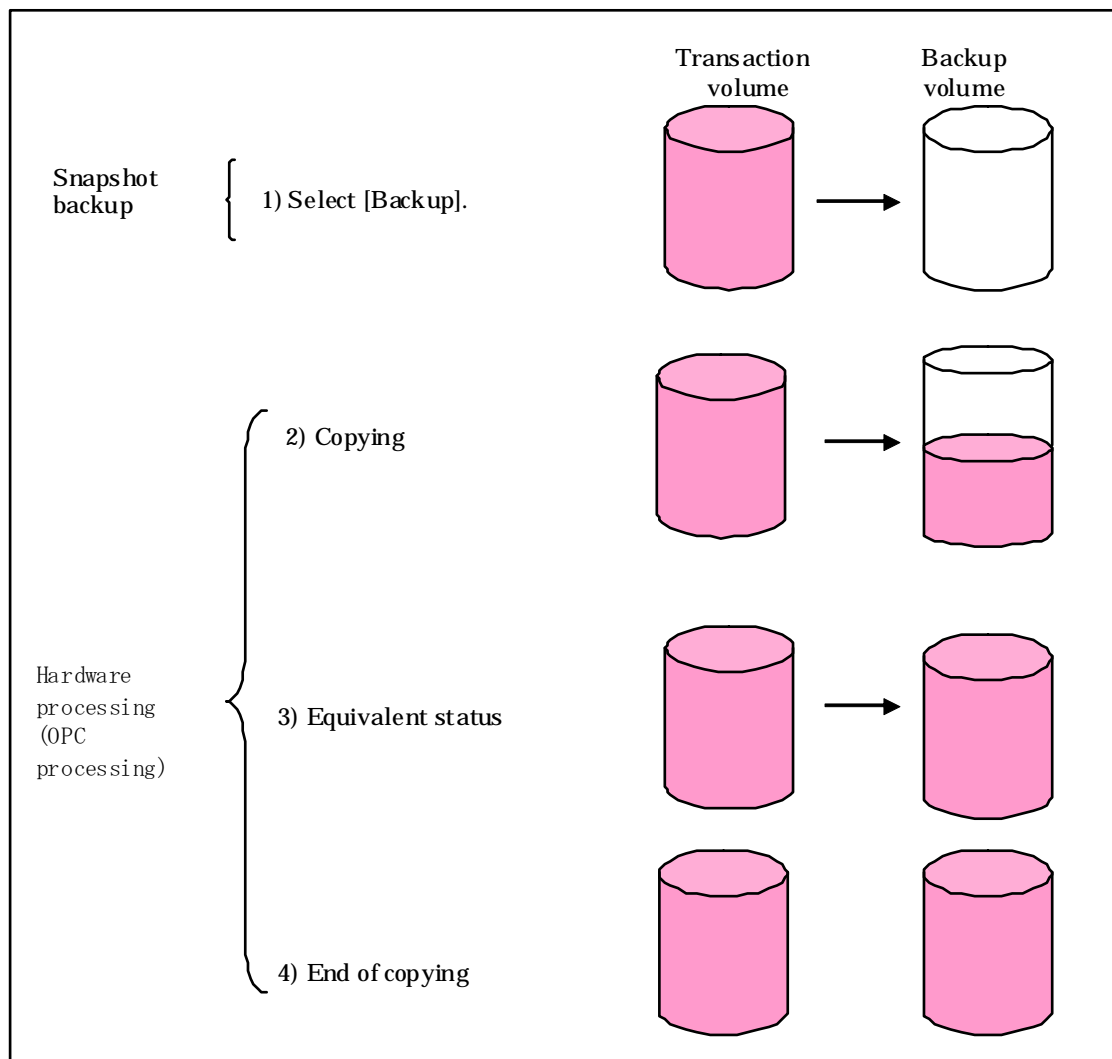 Transaction
volume
Backup
volume
Snapshot
backup
1) Select [Backup].
2) Copying
Hardware
processing
(OPC
processing)
3) Equivalent status
4) End of copying